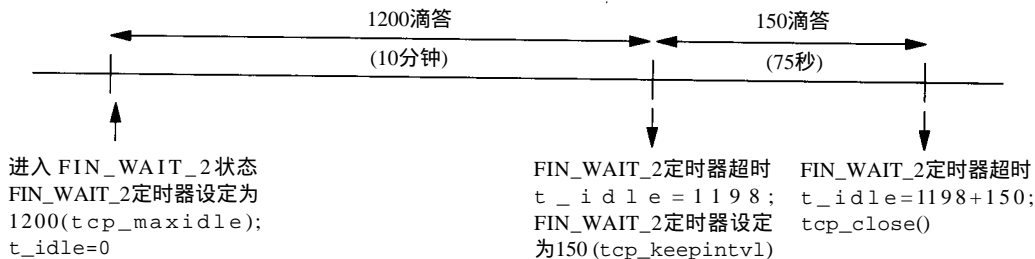 1200滴答
150滴答
(10分钟)
(75秒)
进入 FIN_WAIT_2状态
FIN_WAIT_2定时器设定为
1200(tcp_maxidle);
t_idle=0
FIN_WAIT_2定时器超时
t_idle=1198;
FIN_WAIT_2定时器设定
为150 (tcp_keepintvl)
FIN_WAIT_2定时器超时
t_idle=1198+150;
tcp_close()